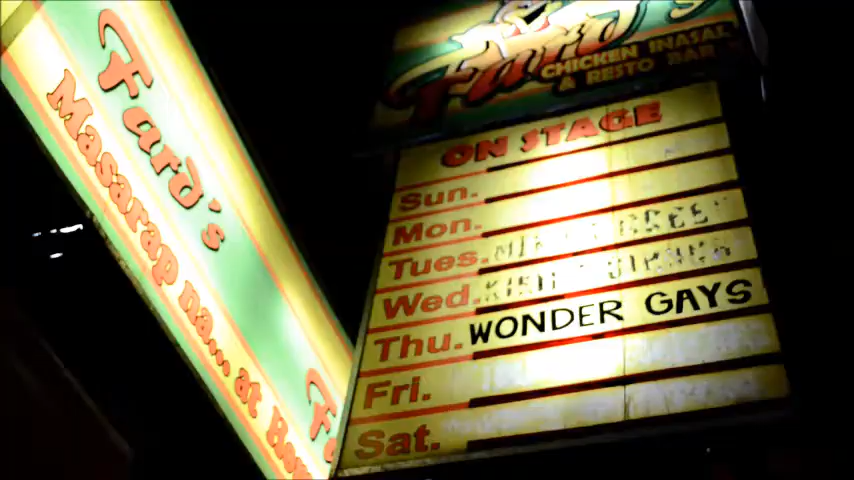 Fard's
Masarap na... at
Fard's
CHICKEN INASAL
& RESTO BAR
ON STAGE
Sun.
Mon.
Tues.
Wed.
Thu. WONDER GAYS
Fri.
Sat.